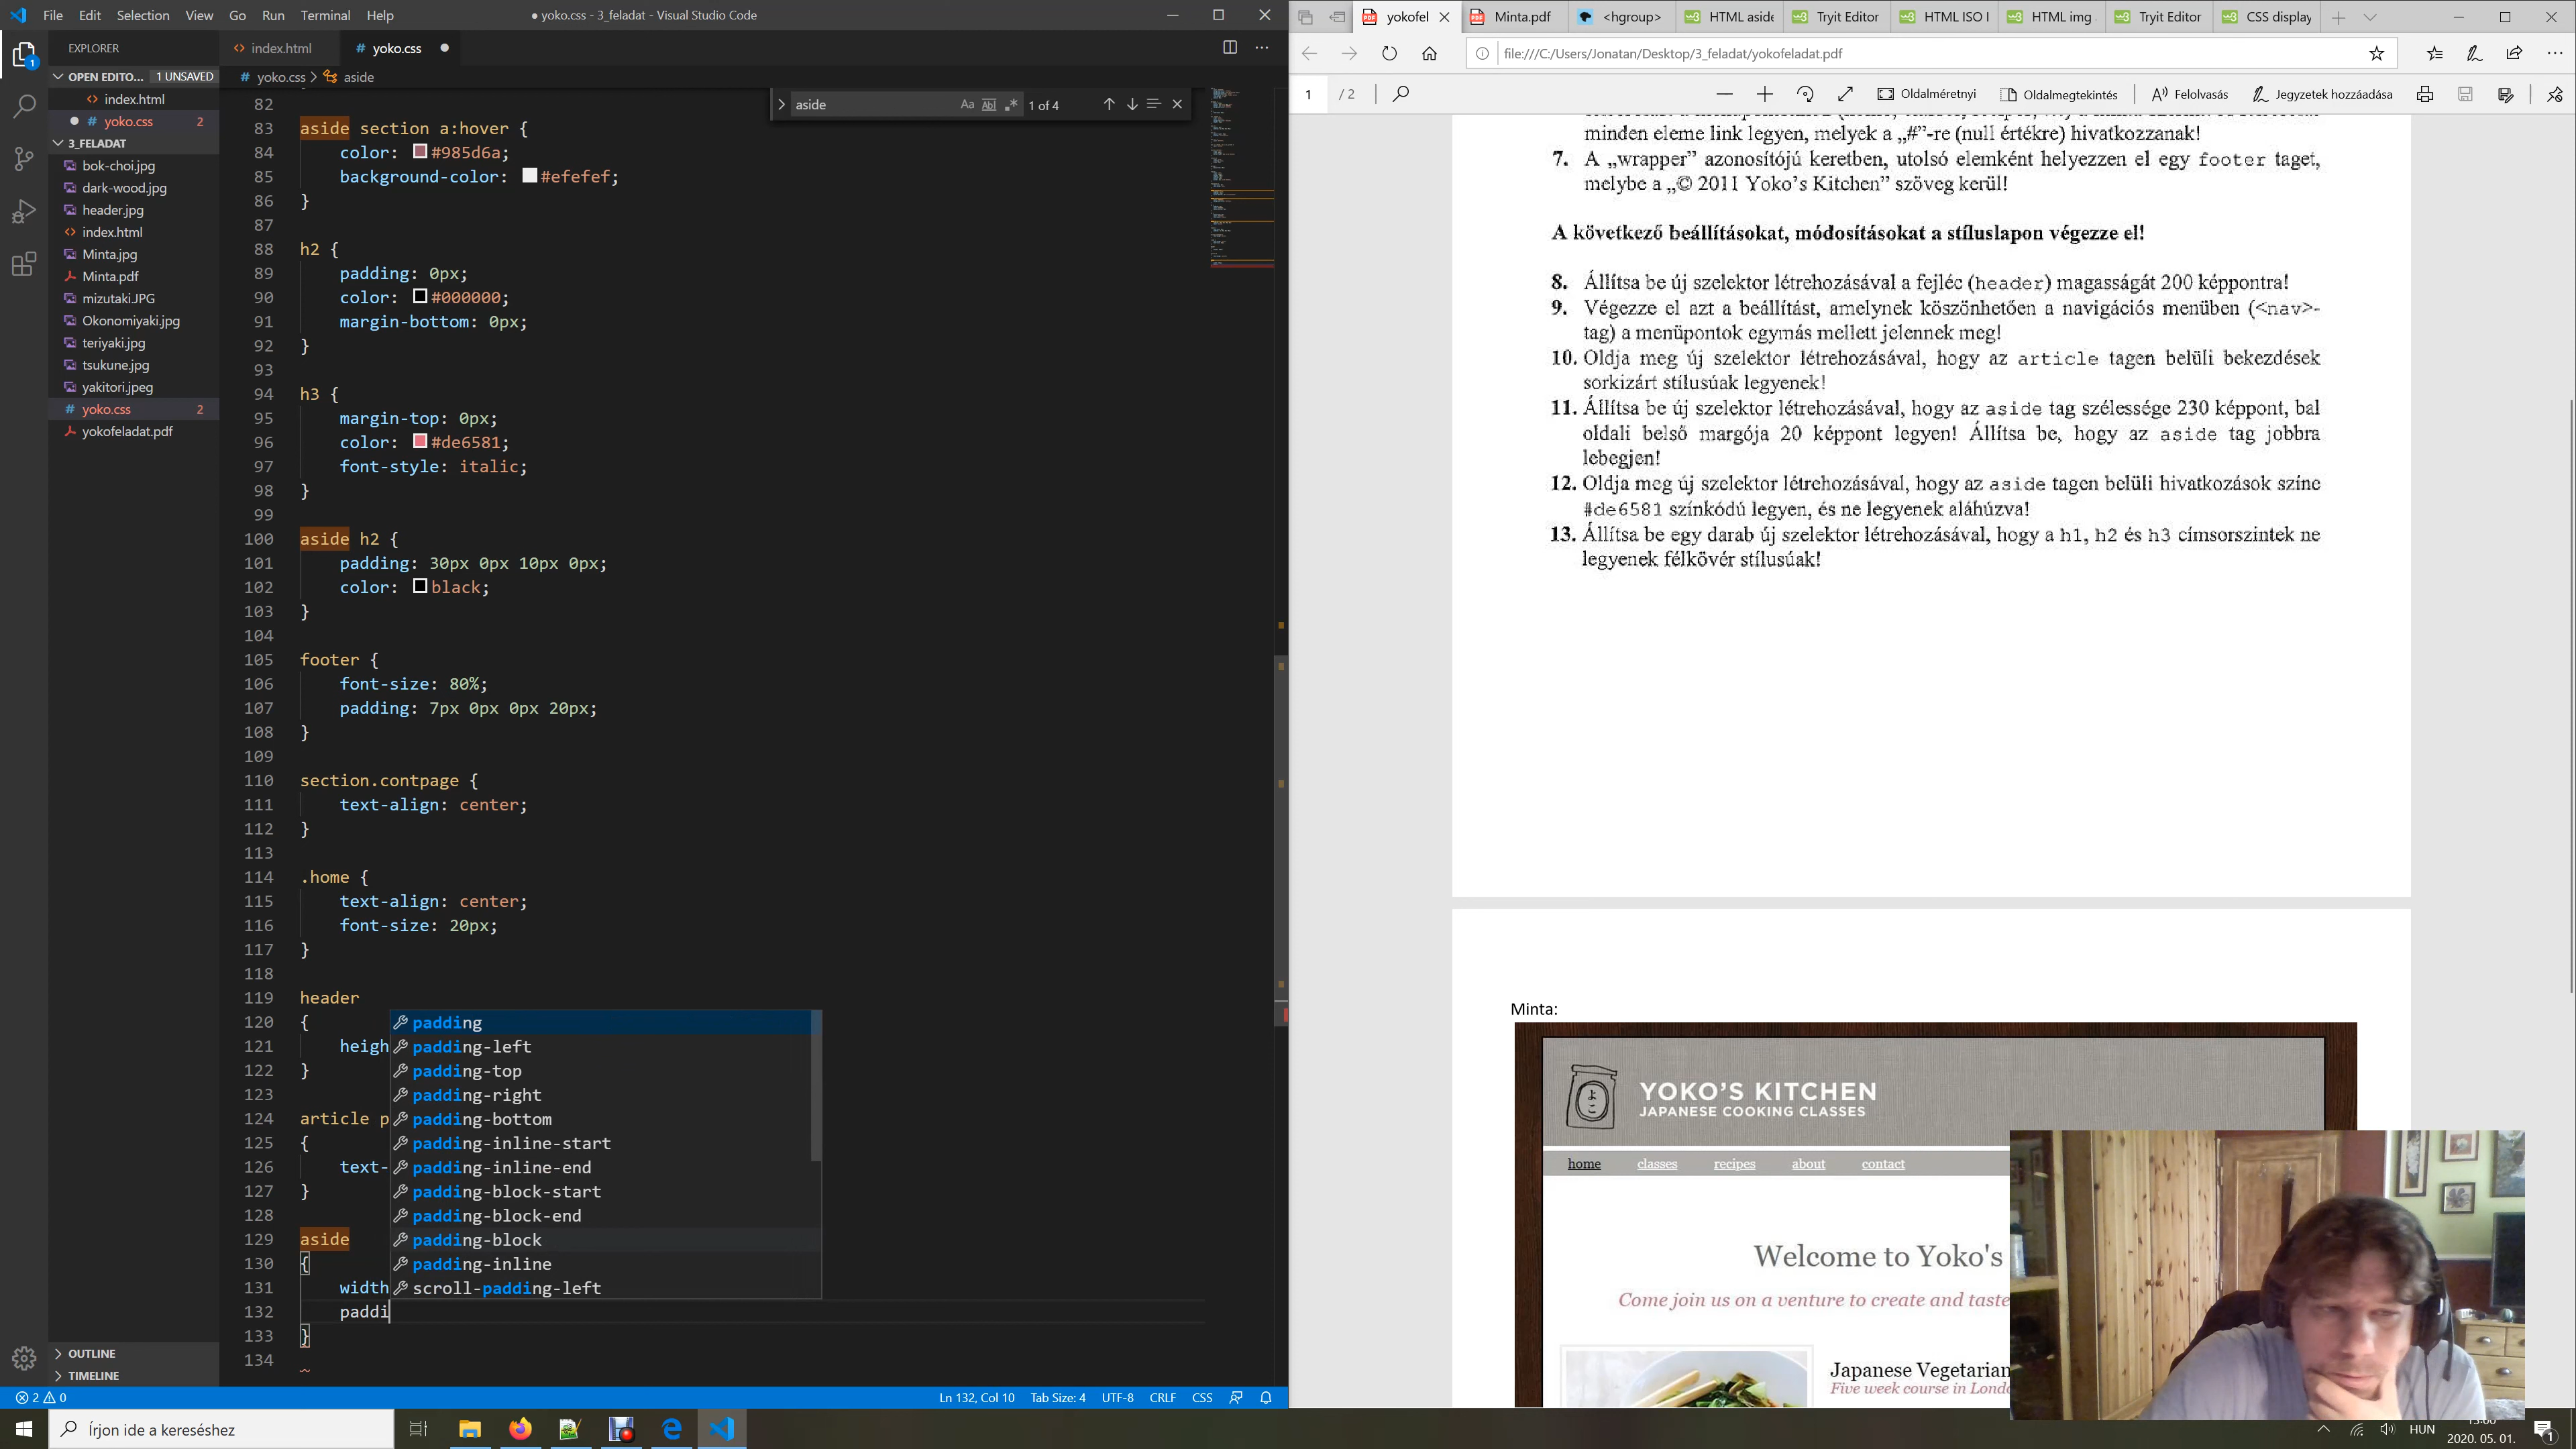 File Edit Selection View Go Run Terminal Help
● yoko.css - 3_feladat - Visual Studio Code
EXPLORER
OPEN EDITO... 1 UNSAVED
index.html
yoko.css 2
3_FELADAT
bok-choi.jpg
dark-wood.jpg
header.jpg
index.html
Minta.jpg
Minta.pdf
mizutaki.JPG
Okonomiyaki.jpg
teriyaki.jpg
tsukune.jpg
yakitori.jpeg
yoko.css 2
yokofeladat.pdf
OUTLINE
TIMELINE
index.html
yoko.css
yoko.css > aside
aside
1 of 4
82
83 aside section a:hover {
84 color: #985d6a;
85 background-color: #efefef;
86 }
87
88 h2 {
89 padding: 0px;
90 color: #000000;
91 margin-bottom: 0px;
92 }
93
94 h3 {
95 margin-top: 0px;
96 color: #de6581;
97 font-style: italic;
98 }
99
100 aside h2 {
101 padding: 30px 0px 10px 0px;
102 color: black;
103 }
104
105 footer {
106 font-size: 80%;
107 padding: 7px 0px 0px 20px;
108 }
109
110 section.contpage {
111 text-align: center;
112 }
113
114 .home {
115 text-align: center;
116 font-size: 20px;
117 }
118
119 header
120 {
121 heigh
122 }
123
124 article p
125 {
126 text-
127 }
128
129 aside
130 {
131 width
132 paddi
133 }
134
padding
padding-left
padding-top
padding-right
padding-bottom
padding-inline-start
padding-inline-end
padding-block-start
padding-block-end
padding-block
padding-inline
scroll-padding-left
2 0
Ln 132, Col 10 Tab Size: 4 UTF-8 CRLF CSS
Írjon ide a kereséshez
yokofel
Minta.pdf
<hgroup>
HTML aside
Tryit Editor
HTML ISO
HTML img
Tryit Editor
CSS display
file:///C:/Users/Jonatan/Desktop/3_feladat/yokofeladat.pdf
1 / 2
Oldalméretnyi
Oldalmegtekintés
Felolvasás
Jegyzetek hozzáadása
minden eleme link legyen, melyek a „#”-re (null értékre) hivatkozzanak!
7. A „wrapper” azonosítójú keretben, utolsó elemként helyezzen el egy footer taget,
melybe a „© 2011 Yoko’s Kitchen” szöveg kerül!
A következő beállításokat, módosításokat a stíluslapon végezze el!
8. Állítsa be új szelektor létrehozásával a fejléc (header) magasságát 200 képpontra!
9. Végezze el azt a beállítást, amelynek köszönhetően a navigációs menüben (<nav>-
tag) a menüpontok egymás mellett jelennek meg!
10. Oldja meg új szelektor létrehozásával, hogy az article tagen belüli bekezdések
sorkizárt stílusúak legyenek!
11. Állítsa be új szelektor létrehozásával, hogy az aside tag szélessége 230 képpont, bal
oldali belső margója 20 képpont legyen! Állítsa be, hogy az aside tag jobbra
lebegjen!
12. Oldja meg új szelektor létrehozásával, hogy az aside tagen belüli hivatkozások színe
#de6581 színkódú legyen, és ne legyenek aláhúzva!
13. Állítsa be egy darab új szelektor létrehozásával, hogy a h1, h2 és h3 címsorszintek ne
legyenek félkövér stílusúak!
Minta:
YOKO’S KITCHEN
JAPANESE COOKING CLASSES
home classes recipes about contact
Welcome to Yoko's
Come join us on a venture to create and taste
Japanese Vegetarian
Five week course in
HUN
2020. 05. 01.